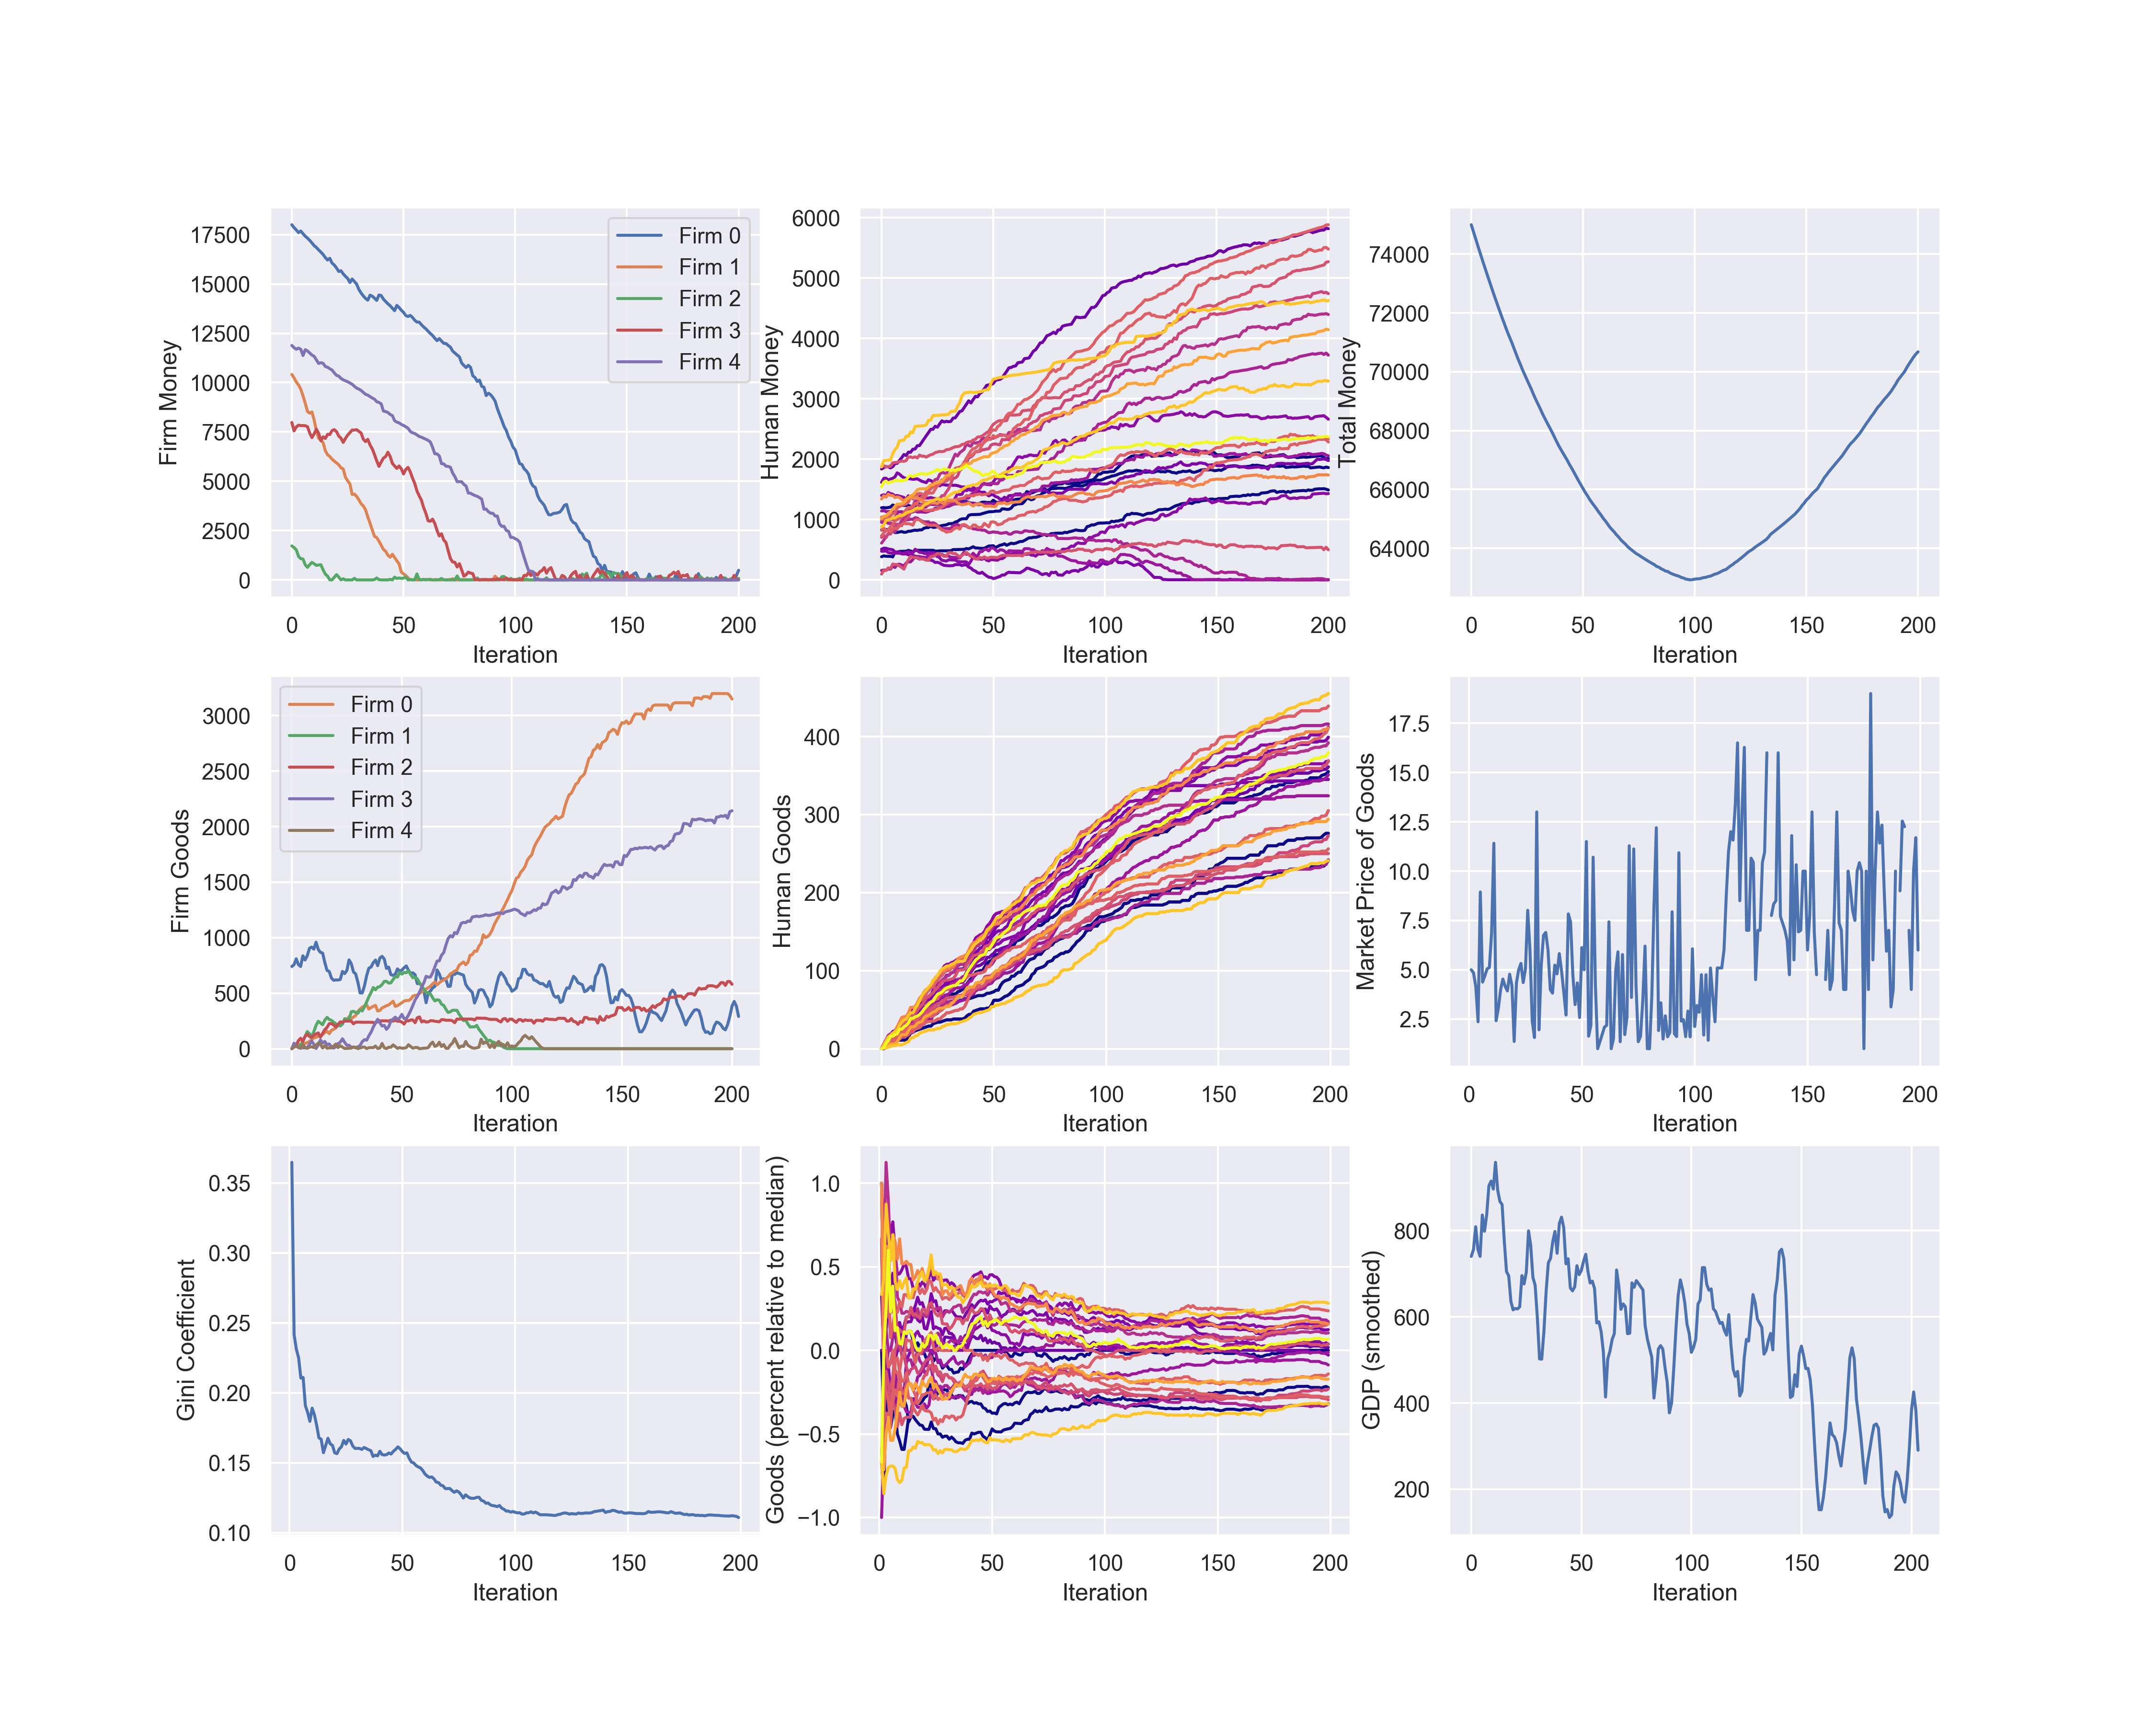 Firm Money
17500
15000
12500
10000
7500
5000
2500
0
Firm 0
Firm 1
Firm 2
Firm 3
Firm 4
0 50 100 150 200
Iteration
Human Money
6000
5000
4000
3000
2000
1000
0
0 50 100 150 200
Iteration
Total Money
74000
72000
70000
68000
66000
64000
0 50 100 150 200
Iteration
Firm Goods
3000
2500
2000
1500
1000
500
0
Firm 0
Firm 1
Firm 2
Firm 3
Firm 4
0 50 100 150 200
Iteration
Human Goods
400
300
200
100
0
0 50 100 150 200
Iteration
Market Price of Goods
17.5
15.0
12.5
10.0
7.5
5.0
2.5
0 50 100 150 200
Iteration
Gini Coefficient
0.35
0.30
0.25
0.20
0.15
0.10
0 50 100 150 200
Iteration
Goods (percent relative to median)
1.0
0.5
0.0
−0.5
−1.0
0 50 100 150 200
Iteration
GDP (smoothed)
800
600
400
200
0 50 100 150 200
Iteration